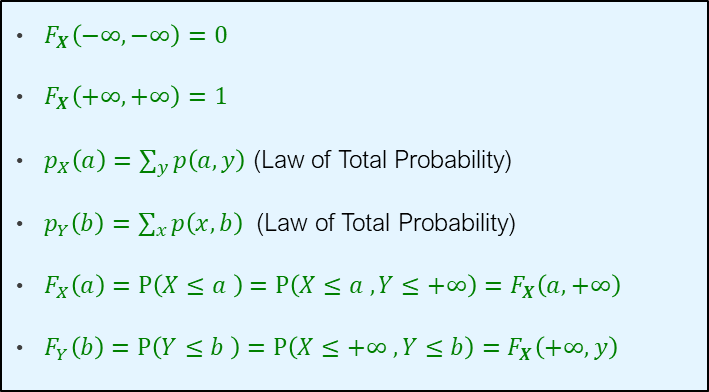 • F_𝑿(−∞, −∞) = 0
• F_𝑿(+∞, +∞) = 1
• p_X(a) = ∑_y p(a, y) (Law of Total Probability)
• p_Y(b) = ∑_x p(x, b) (Law of Total Probability)
• F_X(a) = P(X ≤ a ) = P(X ≤ a , Y ≤ +∞) = F_𝑿(a, +∞)
• F_Y(b) = P(Y ≤ b ) = P(X ≤ +∞ , Y ≤ b) = F_𝑿(+∞, y)